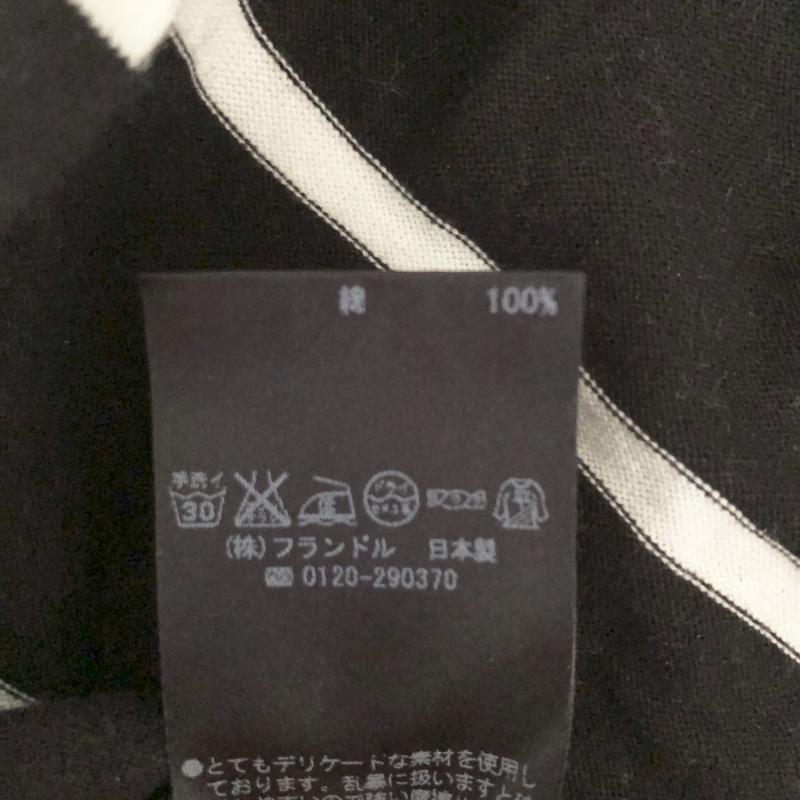 綿 100%
手洗イ
30
ドライ
(株)フランドル 日本製
0120-290370
●とてもデリケートな素材を使用し
ております。乱暴に扱いますと